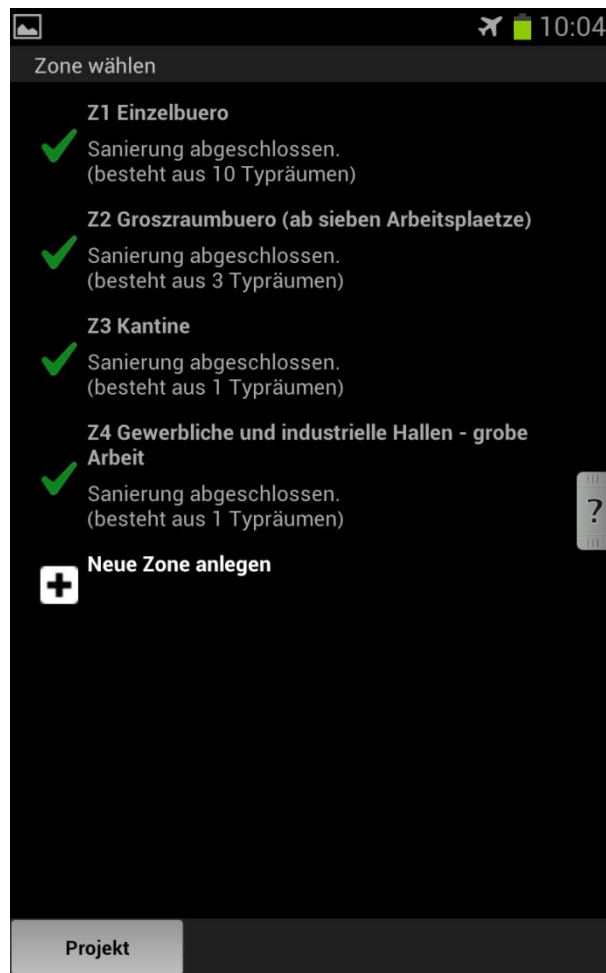 10:04
Zone wählen
Z1 Einzelbuero
Sanierung abgeschlossen.
(besteht aus 10 Typräumen)
Z2 Groszraumbuero (ab sieben Arbeitsplaetze)
Sanierung abgeschlossen.
(besteht aus 3 Typräumen)
Z3 Kantine
Sanierung abgeschlossen.
(besteht aus 1 Typräumen)
Z4 Gewerbliche und industrielle Hallen - grobe
Arbeit
Sanierung abgeschlossen.
(besteht aus 1 Typräumen)
?
Neue Zone anlegen
Projekt